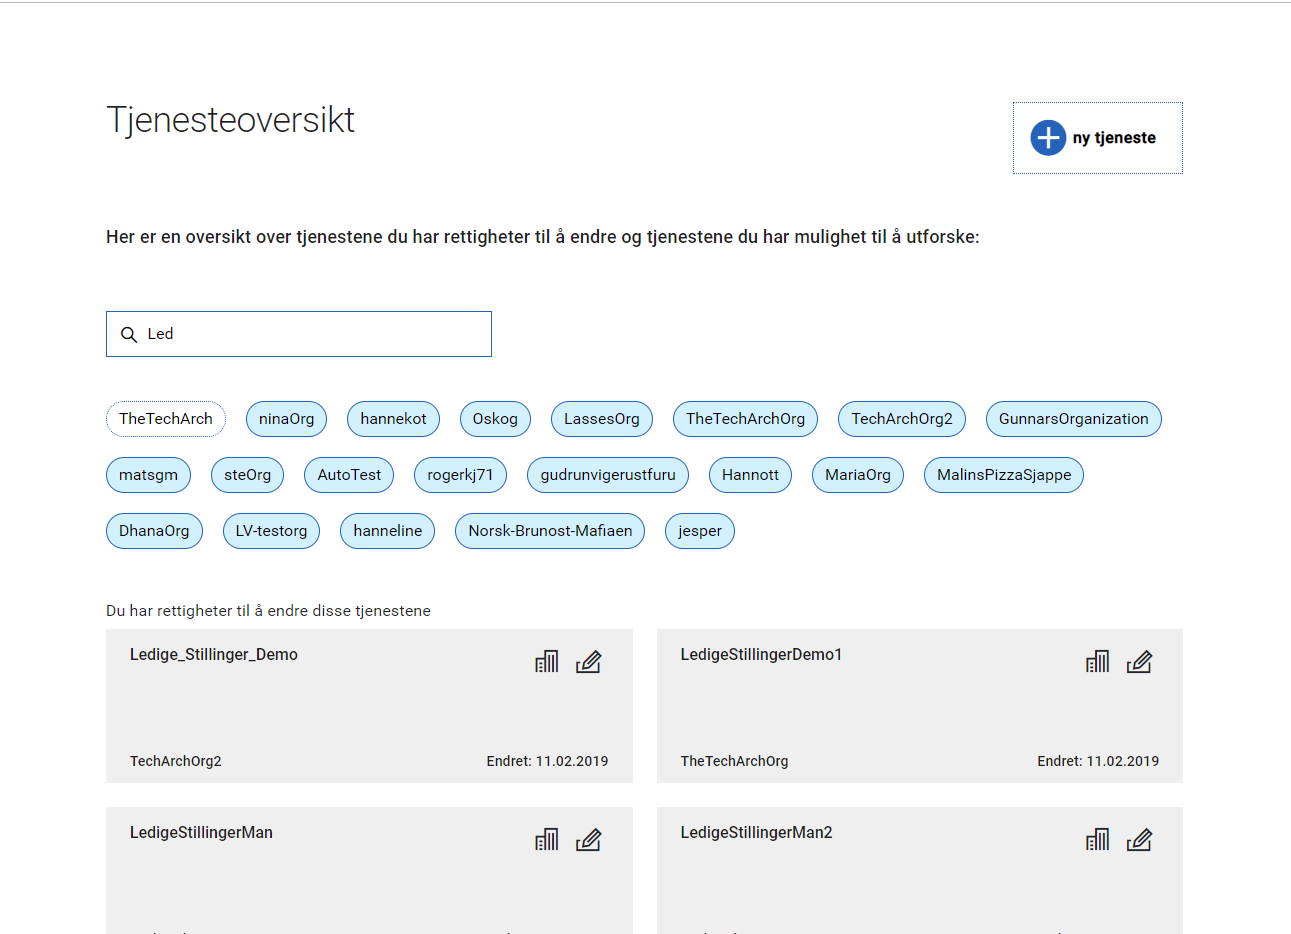 Tjenesteoversikt
ny tjeneste
Her er en oversikt over tjenestene du har rettigheter til å endre og tjenestene du har mulighet til å utforske:
Led
TheTechArch ninaOrg hannekot Oskog LassesOrg TheTechArchOrg TechArchOrg2 GunnarsOrganization
matsgm steOrg AutoTest rogerkj71 gudrunvigerustfuru Hannott MariaOrg MalinsPizzaSjappe
DhanaOrg LV-testorg hanneline Norsk-Brunost-Mafiaen jesper
Du har rettigheter til å endre disse tjenestene
Ledige_Stillinger_Demo
TechArchOrg2 Endret: 11.02.2019
LedigeStillingerDemo1
TheTechArchOrg Endret: 11.02.2019
LedigeStillingerMan
LedigeStillingerMan2